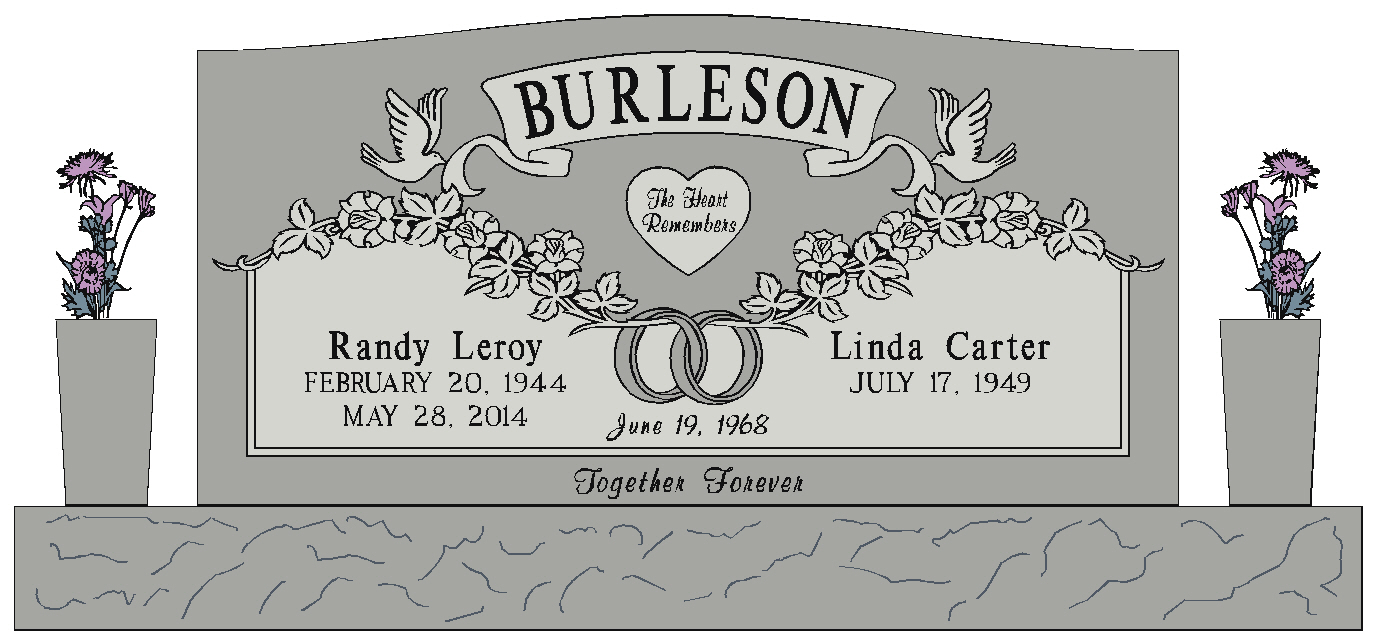 BURLESON
The Heart
Remembers
Randy Leroy
FEBRUARY 20, 1944
MAY 28, 2014
Linda Carter
JULY 17, 1949
June 19, 1968
Together Forever